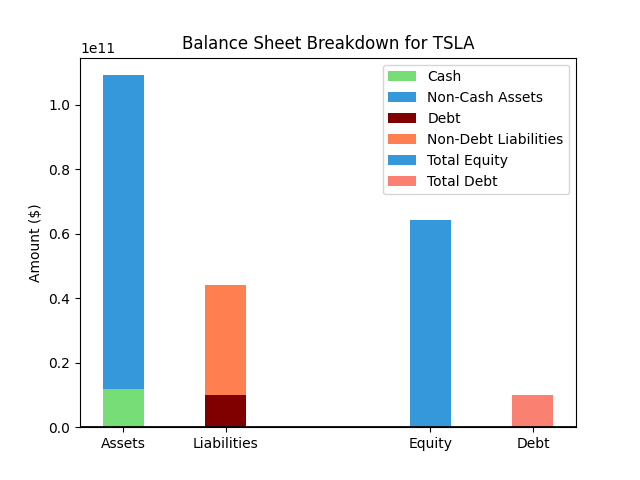 Balance Sheet Breakdown for TSLA
1e11
Cash
Non-Cash Assets
Debt
Non-Debt Liabilities
Total Equity
Total Debt
Amount ($)
1.0
0.8
0.6
0.4
0.2
0.0
Assets Liabilities Equity Debt